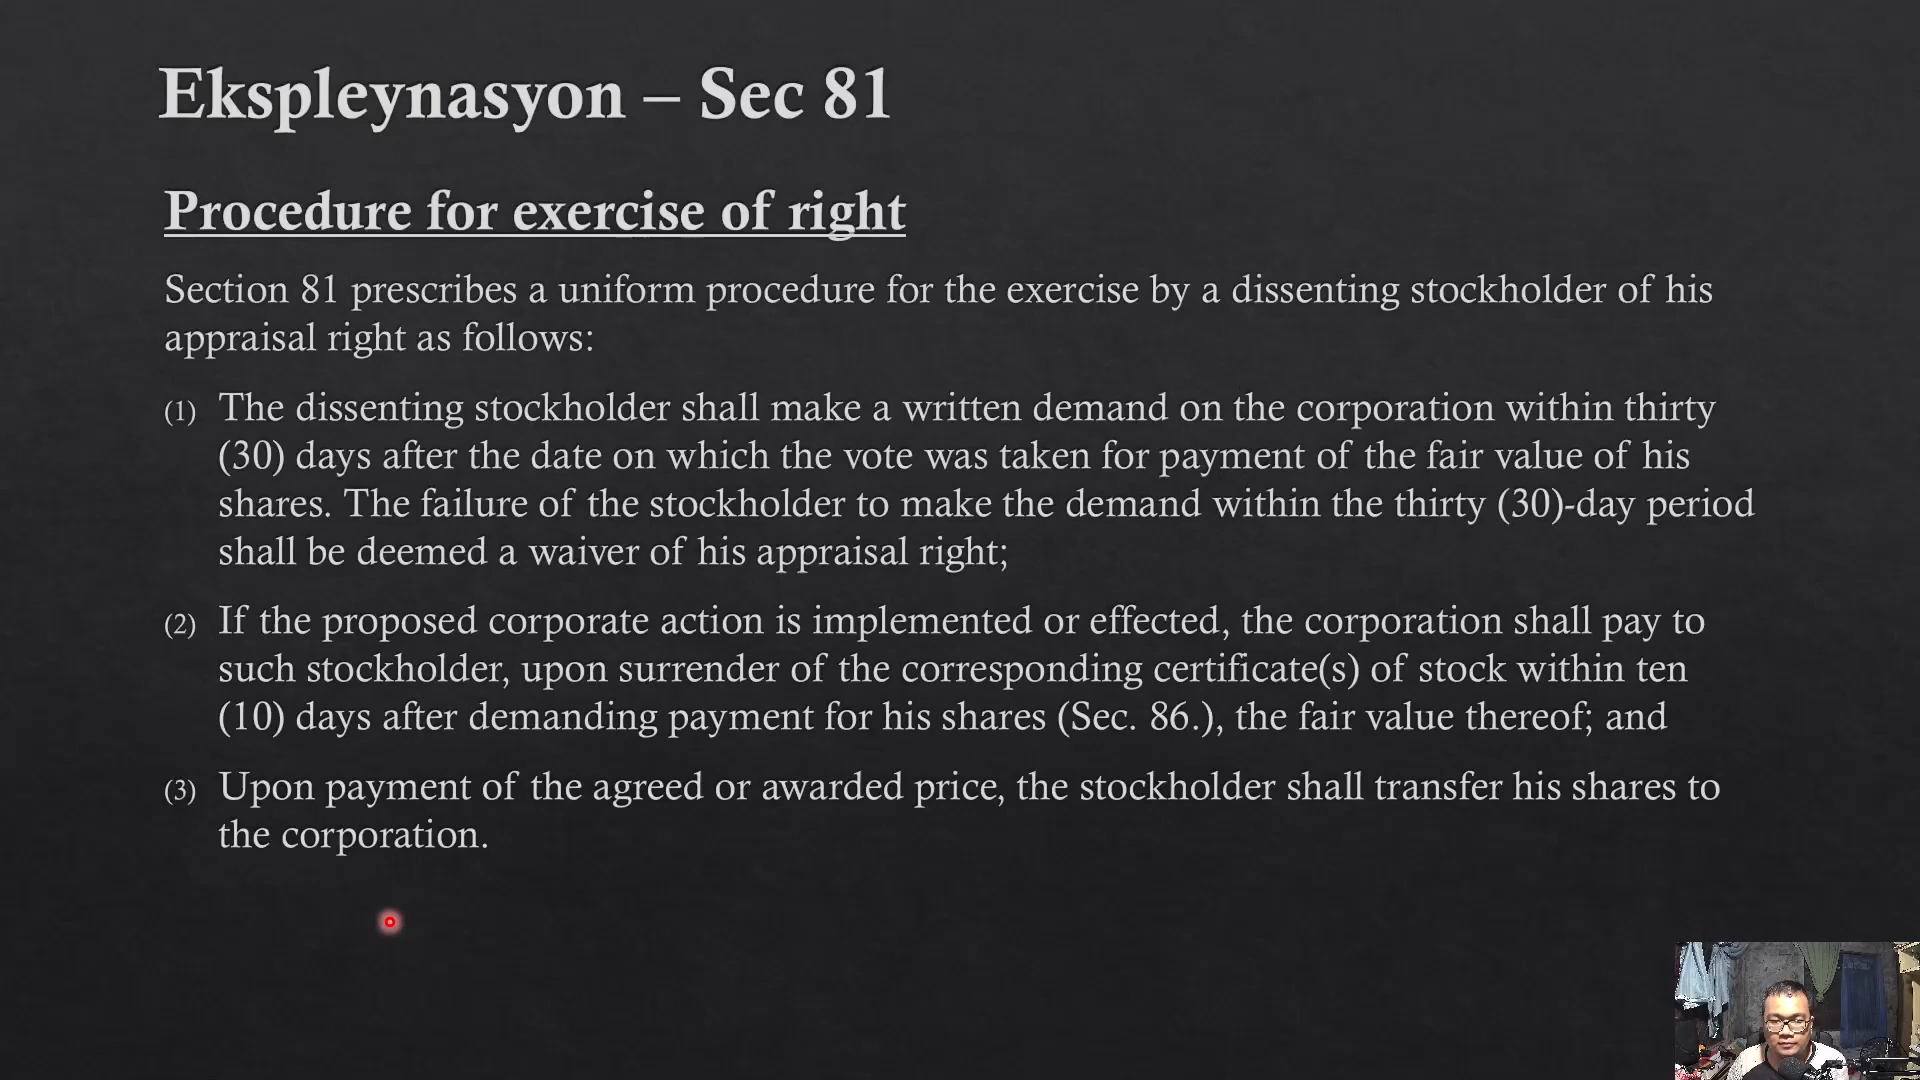 Ekspleynasyon – Sec 81
Procedure for exercise of right
Section 81 prescribes a uniform procedure for the exercise by a dissenting stockholder of his
appraisal right as follows:
(1) The dissenting stockholder shall make a written demand on the corporation within thirty
(30) days after the date on which the vote was taken for payment of the fair value of his
shares. The failure of the stockholder to make the demand within the thirty (30)-day period
shall be deemed a waiver of his appraisal right;
(2) If the proposed corporate action is implemented or effected, the corporation shall pay to
such stockholder, upon surrender of the corresponding certificate(s) of stock within ten
(10) days after demanding payment for his shares (Sec. 86.), the fair value thereof; and
(3) Upon payment of the agreed or awarded price, the stockholder shall transfer his shares to
the corporation.